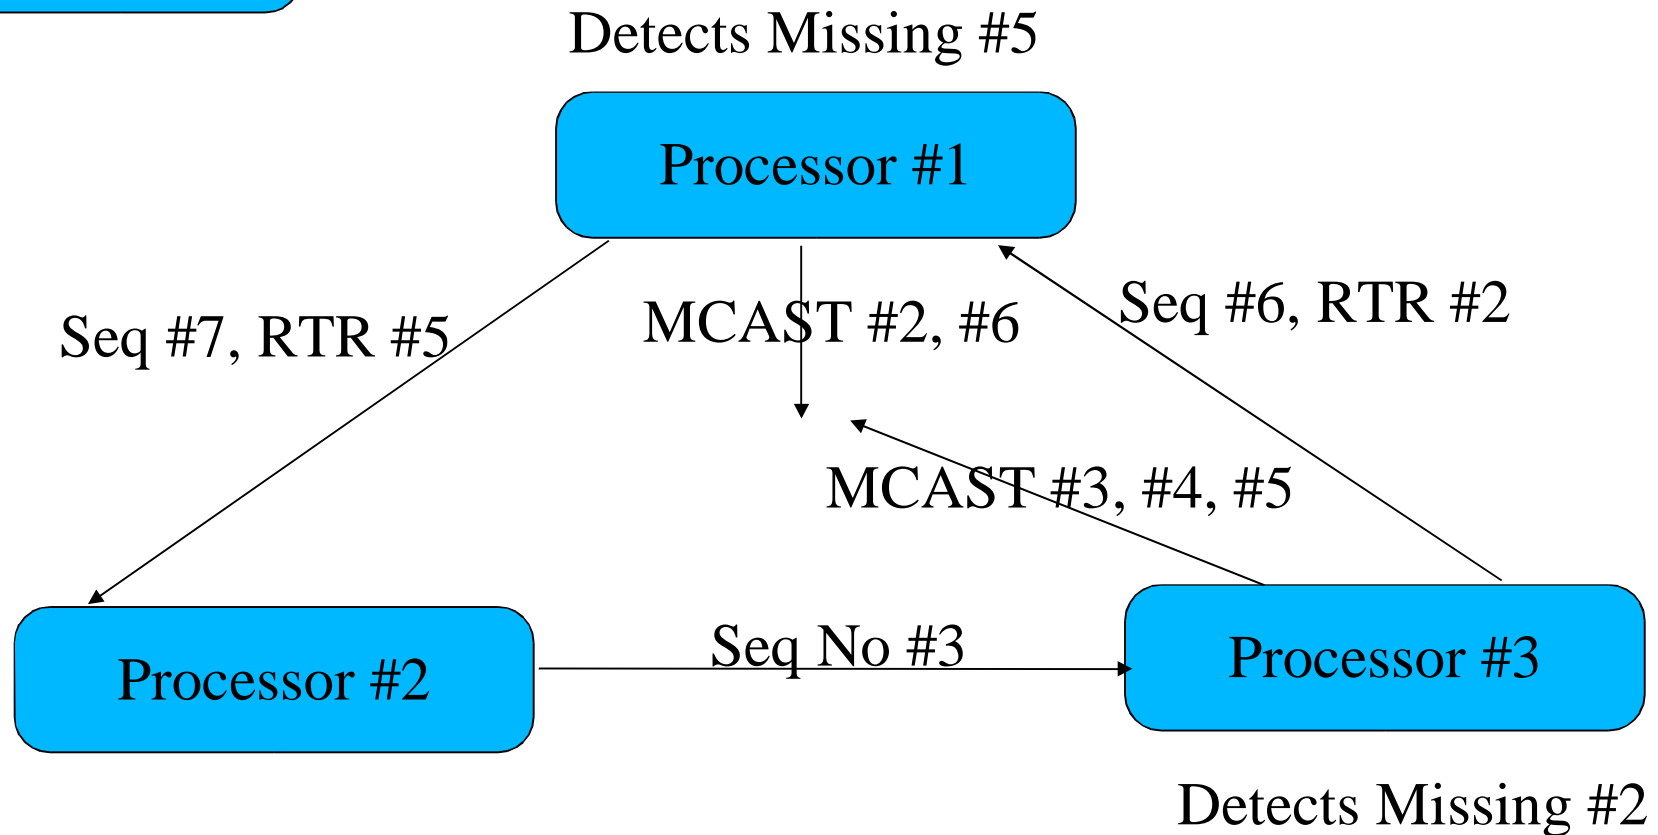 Detects Missing #5
Processor #1
Seq #7, RTR #5
MCAST #2, #6
Seq #6, RTR #2
MCAST #3, #4, #5
Seq No #3
Processor #2
Processor #3
Detects Missing #2